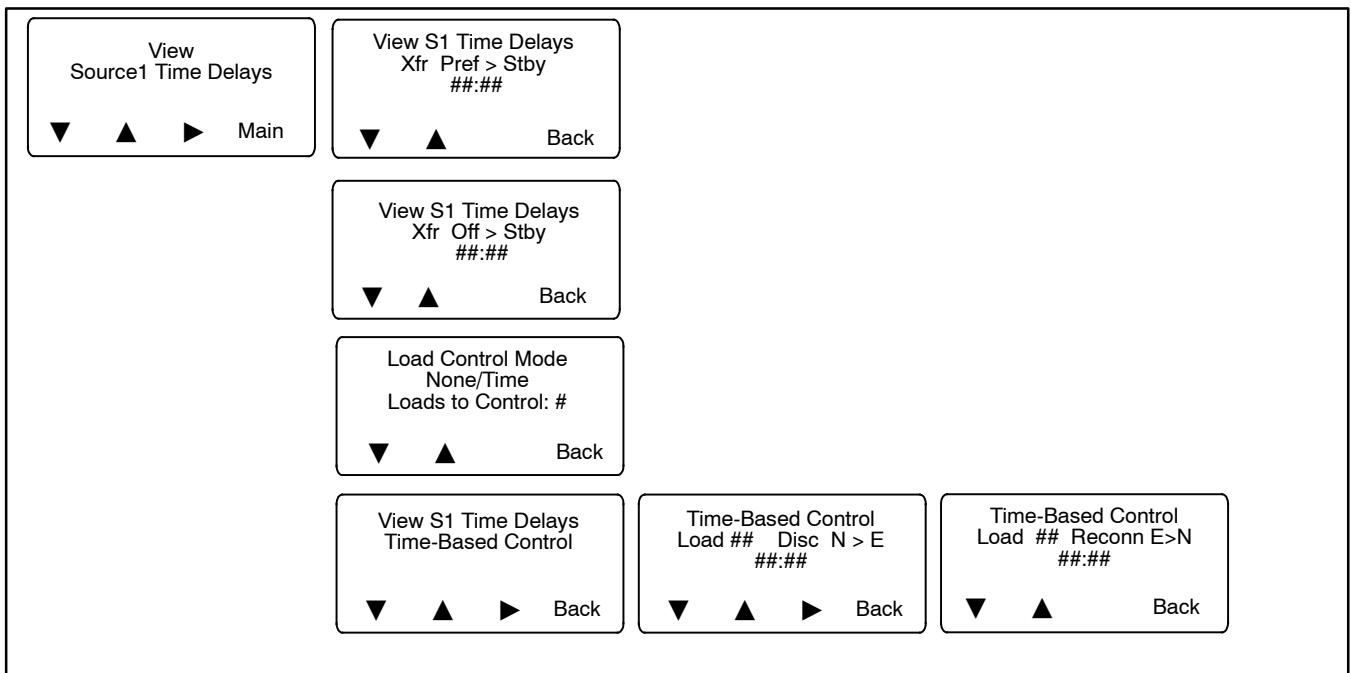 View
Source1 Time Delays
▼ ▲ ▶ Main
View S1 Time Delays
Xfr Pref > Stby
##:##
▼ ▲ Back
View S1 Time Delays
Xfr Off > Stby
##:##
▼ ▲ Back
Load Control Mode
None/Time
Loads to Control: #
▼ ▲ Back
View S1 Time Delays
Time-Based Control
▼ ▲ ▶ Back
Time-Based Control
Load ## Disc N > E
##:##
▼ ▲ ▶ Back
Time-Based Control
Load ## Reconn E>N
##:##
▼ ▲ Back